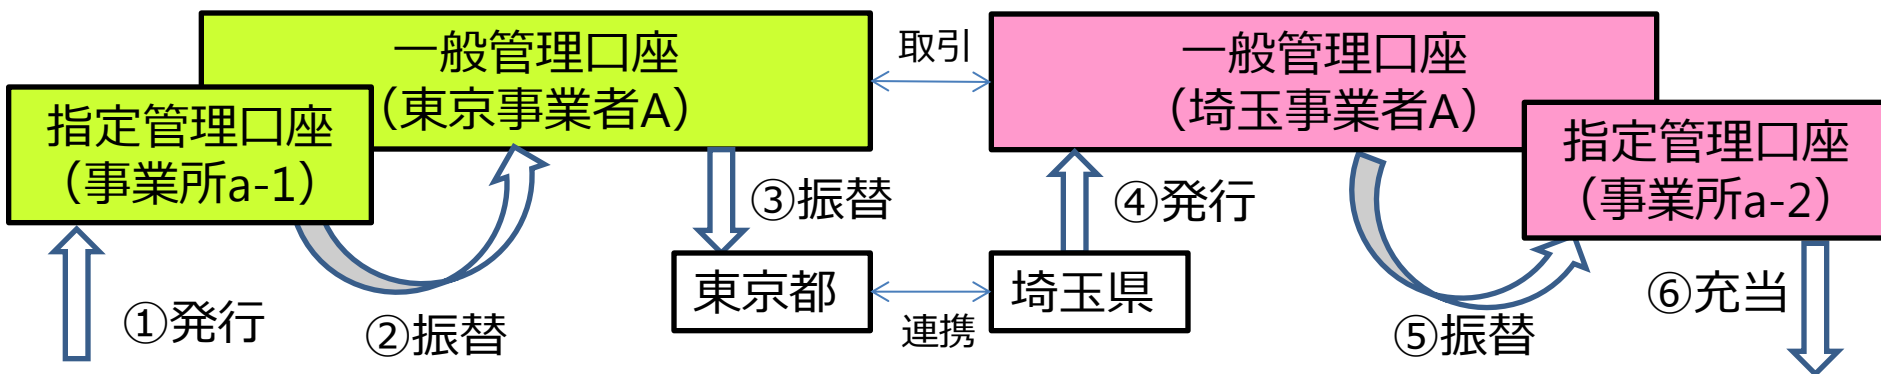 一般管理口座
（東京事業者A）
取引
一般管理口座
（埼玉事業者A）
指定管理口座
（事業所a-1）
指定管理口座
（事業所a-2）
③振替
④発行
東京都
埼玉県
連携
①発行
②振替
⑤振替
⑥充当